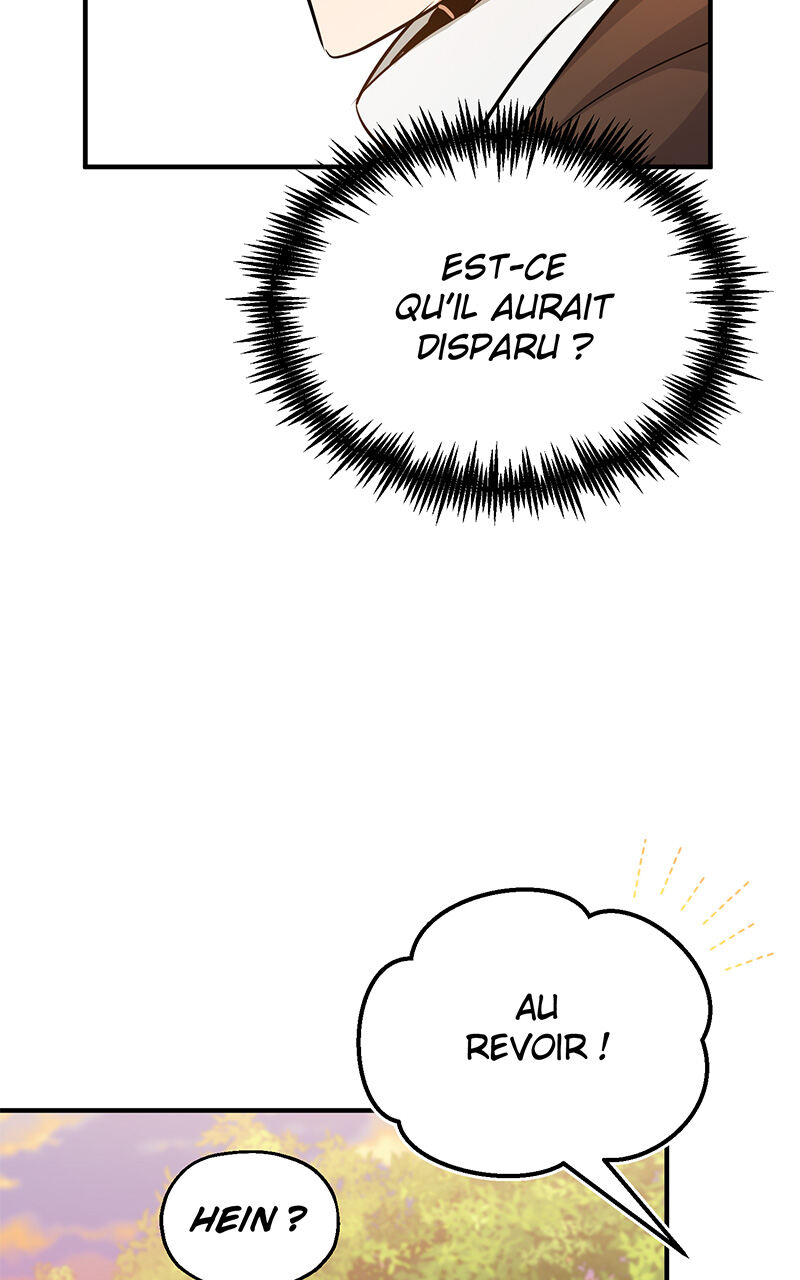 EST-CE
QU'IL AURAIT
DISPARU ?
AU
REVOIR !
HEIN ?